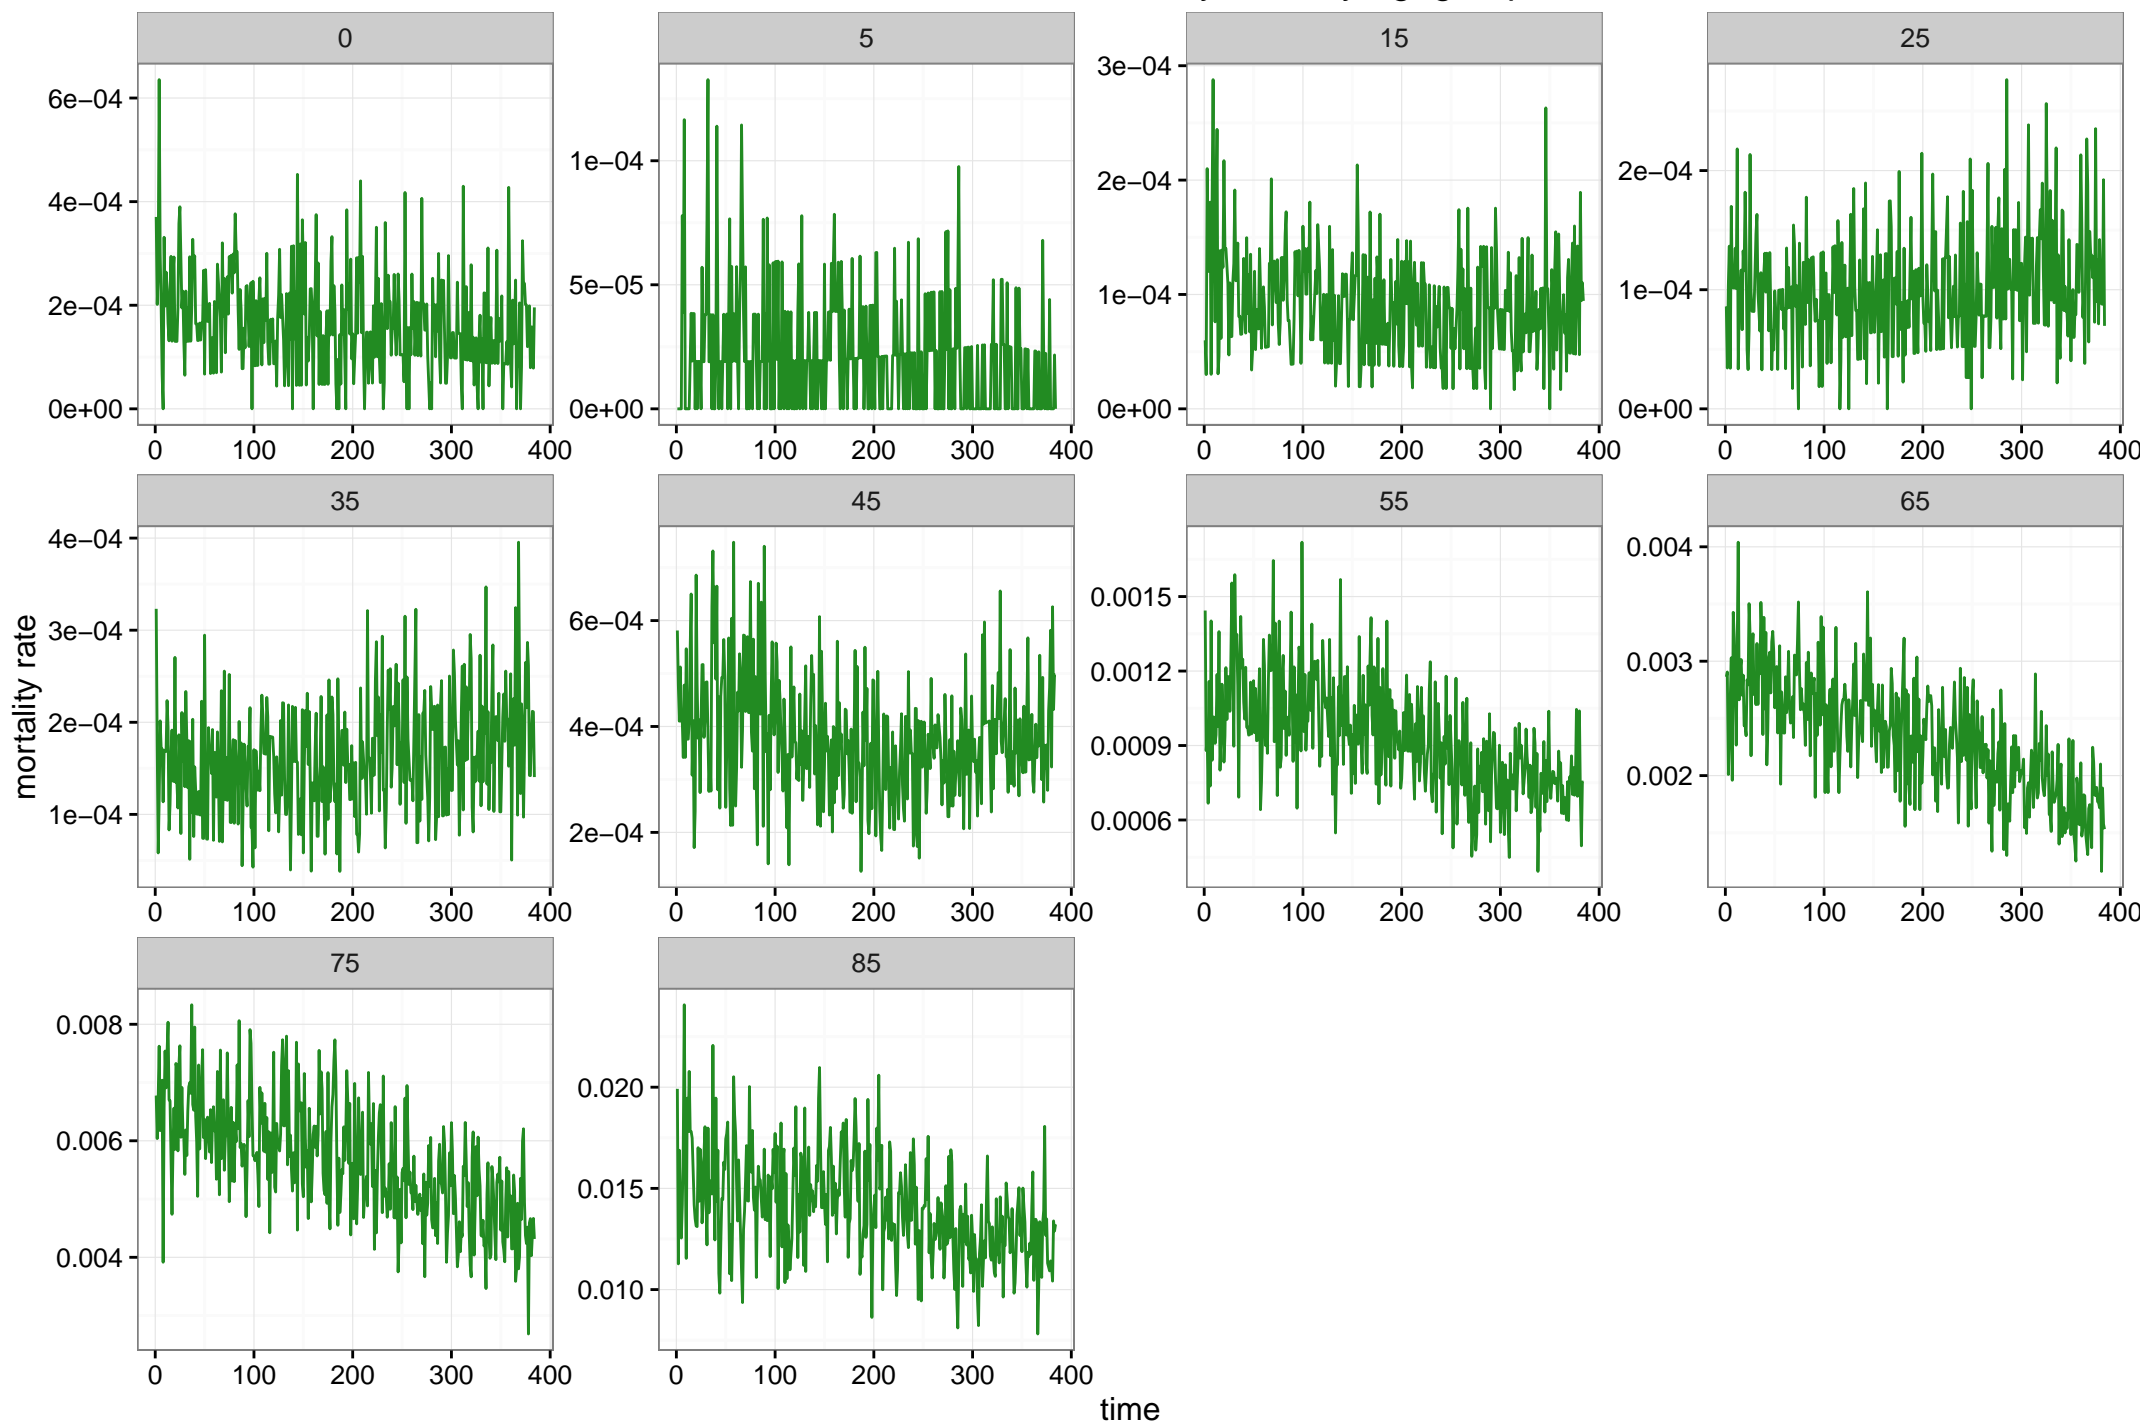 0 5 15 25
6e−04
4e−04
2e−04
0e+00
1e−04
5e−05
0e+00
3e−04
2e−04
1e−04
0e+00
2e−04
1e−04
0e+00
0 100 200 300 400 0 100 200 300 400 0 100 200 300 400 0 100 200 300 400
35 45 55 65
mortality rate
4e−04
3e−04
2e−04
1e−04
6e−04
4e−04
2e−04
0.0015
0.0012
0.0009
0.0006
0.004
0.003
0.002
0 100 200 300 400 0 100 200 300 400 0 100 200 300 400 0 100 200 300 400
75 85
0.008
0.006
0.004
0.020
0.015
0.010
0 100 200 300 400 0 100 200 300 400
time